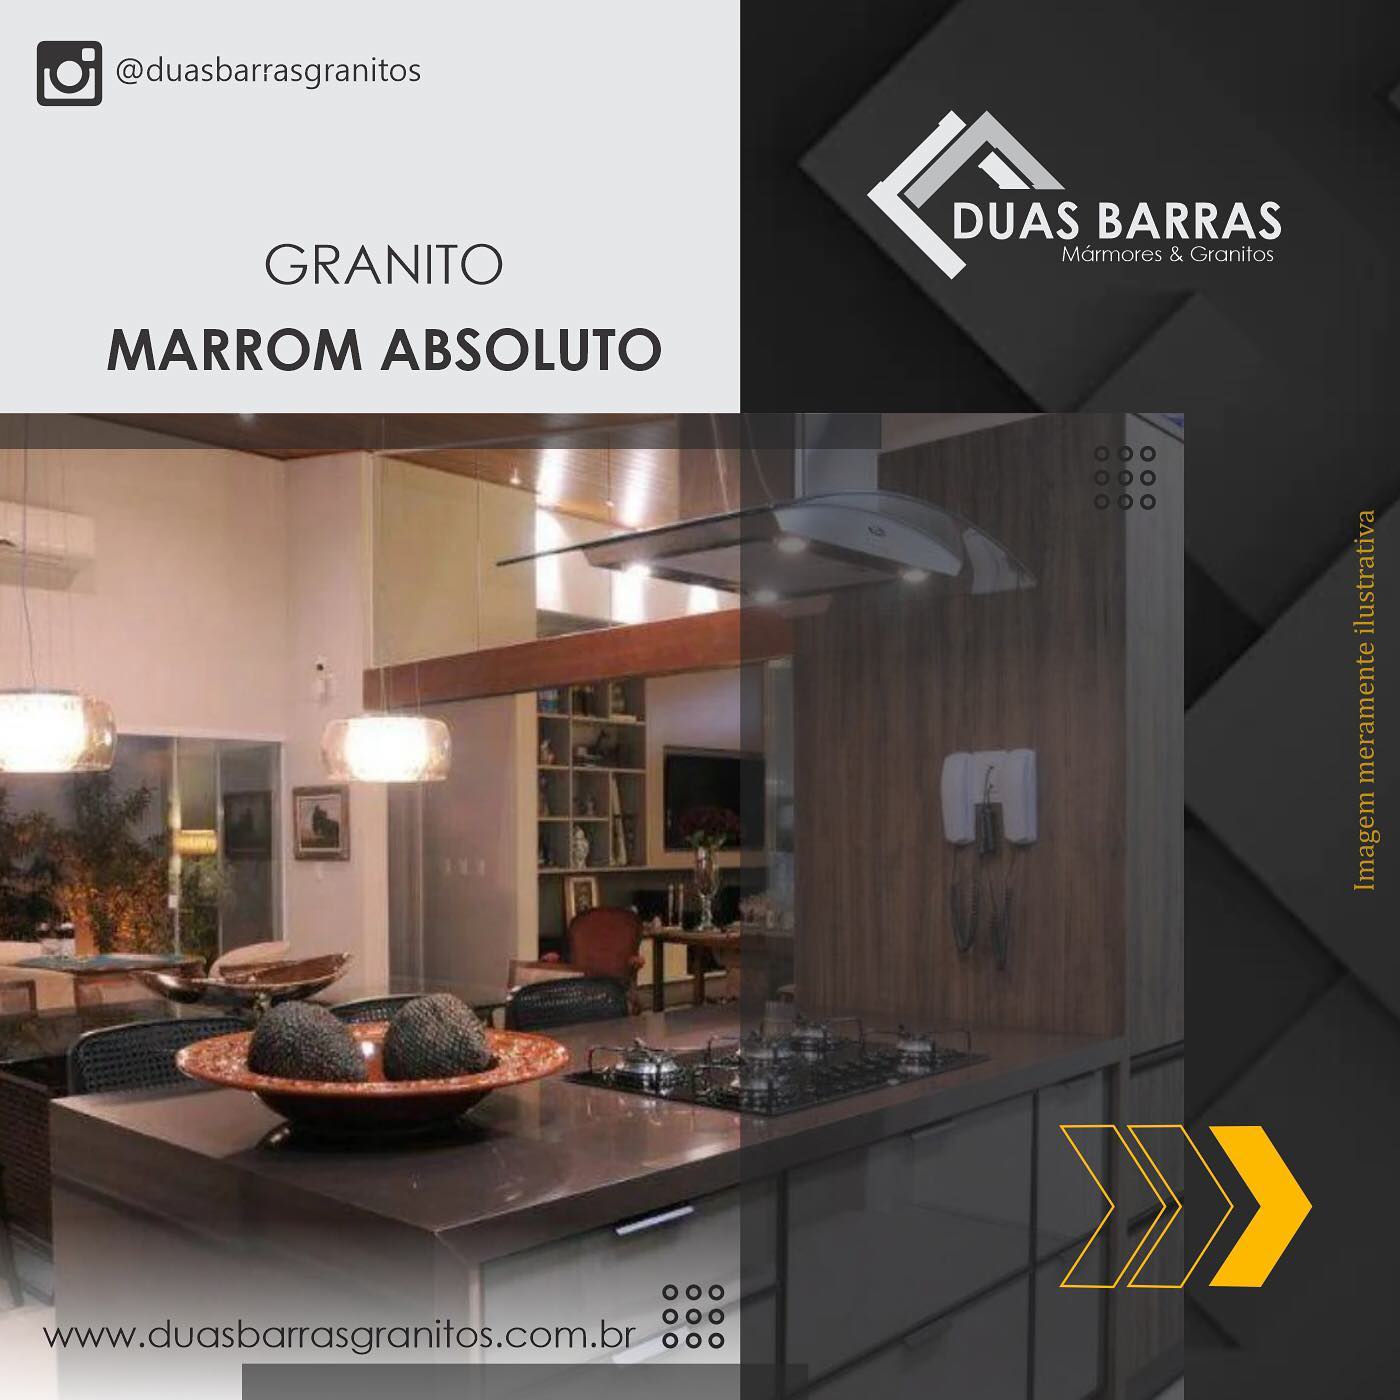 @duasbarrasgranitos
DUAS BARRAS
Mármores & Granitos
GRANITO
MARROM ABSOLUTO
Imagem meramente ilustrativa
www.duasbarrasgranitos.com.br